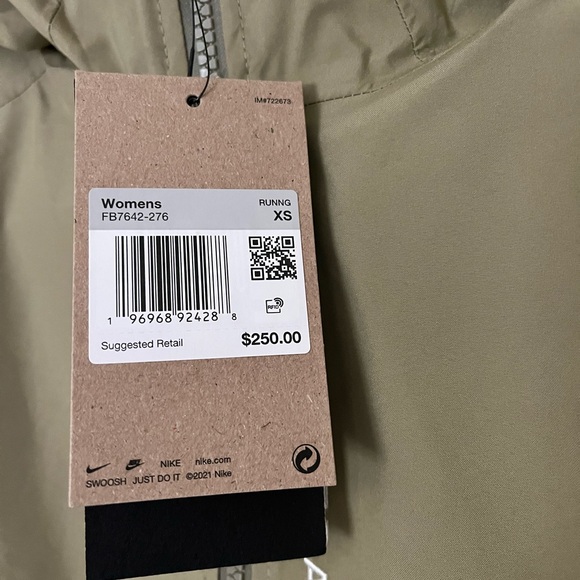 IM#722673
Womens RUNNG
FB7642-276 XS
1 96968 92428 8
RFID
Suggested Retail $250.00
NIKE nike.com
SWOOSH JUST DO IT ©2021 Nike